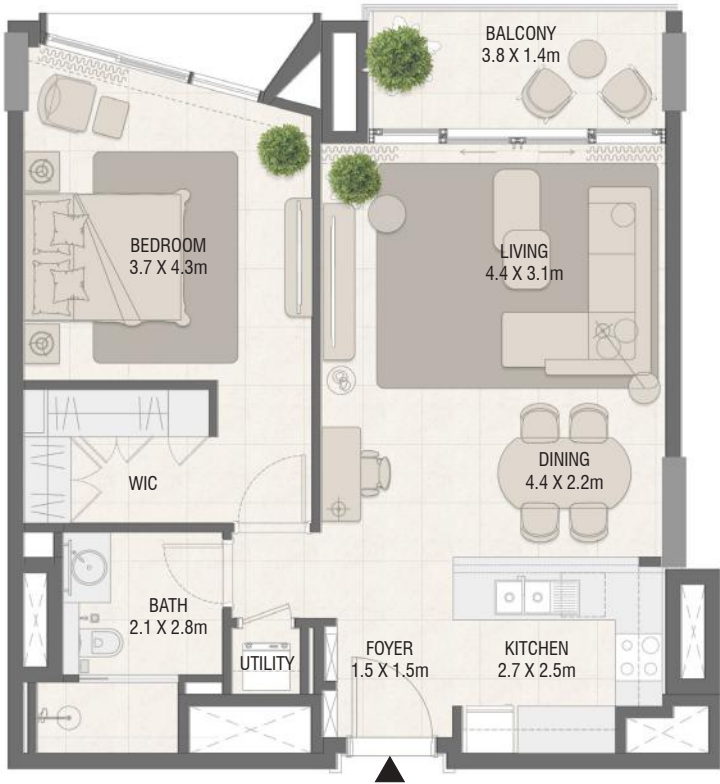 BALCONY
3.8 X 1.4m
BEDROOM
3.7 X 4.3m
LIVING
4.4 X 3.1m
WIC
DINING
4.4 X 2.2m
BATH
2.1 X 2.8m
UTILITY
FOYER
1.5 X 1.5m
KITCHEN
2.7 X 2.5m